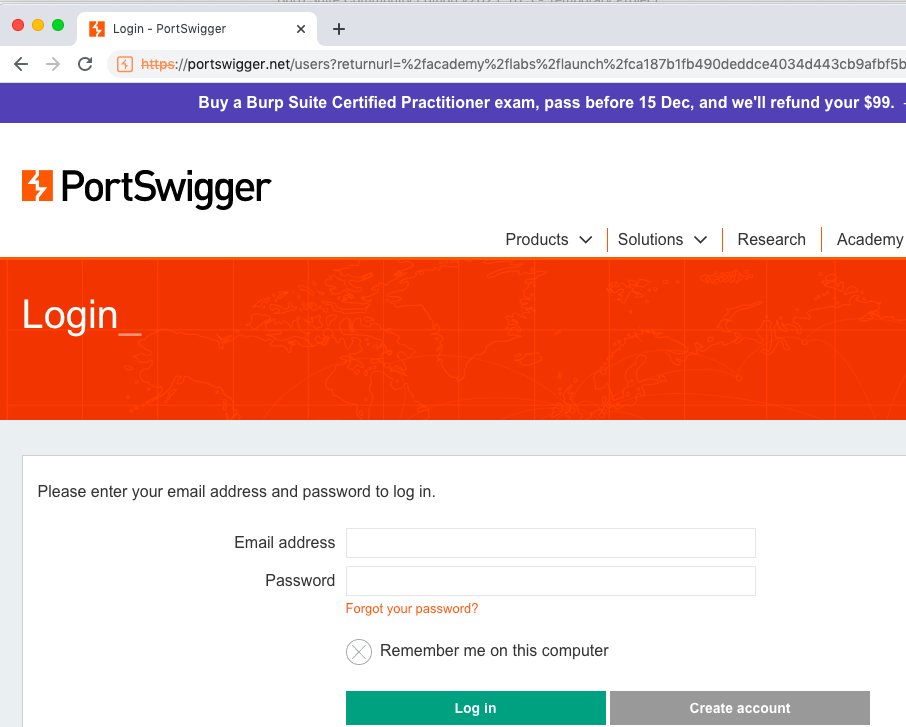 Login - PortSwigger
https://portswigger.net/users?returnurl=%2facademy%2flabs%2flaunch%2fca187b1fb490deddce4034d443cb9afbf5b
Buy a Burp Suite Certified Practitioner exam, pass before 15 Dec, and we'll refund your $99.
PortSwigger
Products
Solutions
Research
Academy
Login_
Please enter your email address and password to log in.
Email address
Password
Forgot your password?
Remember me on this computer
Log in
Create account